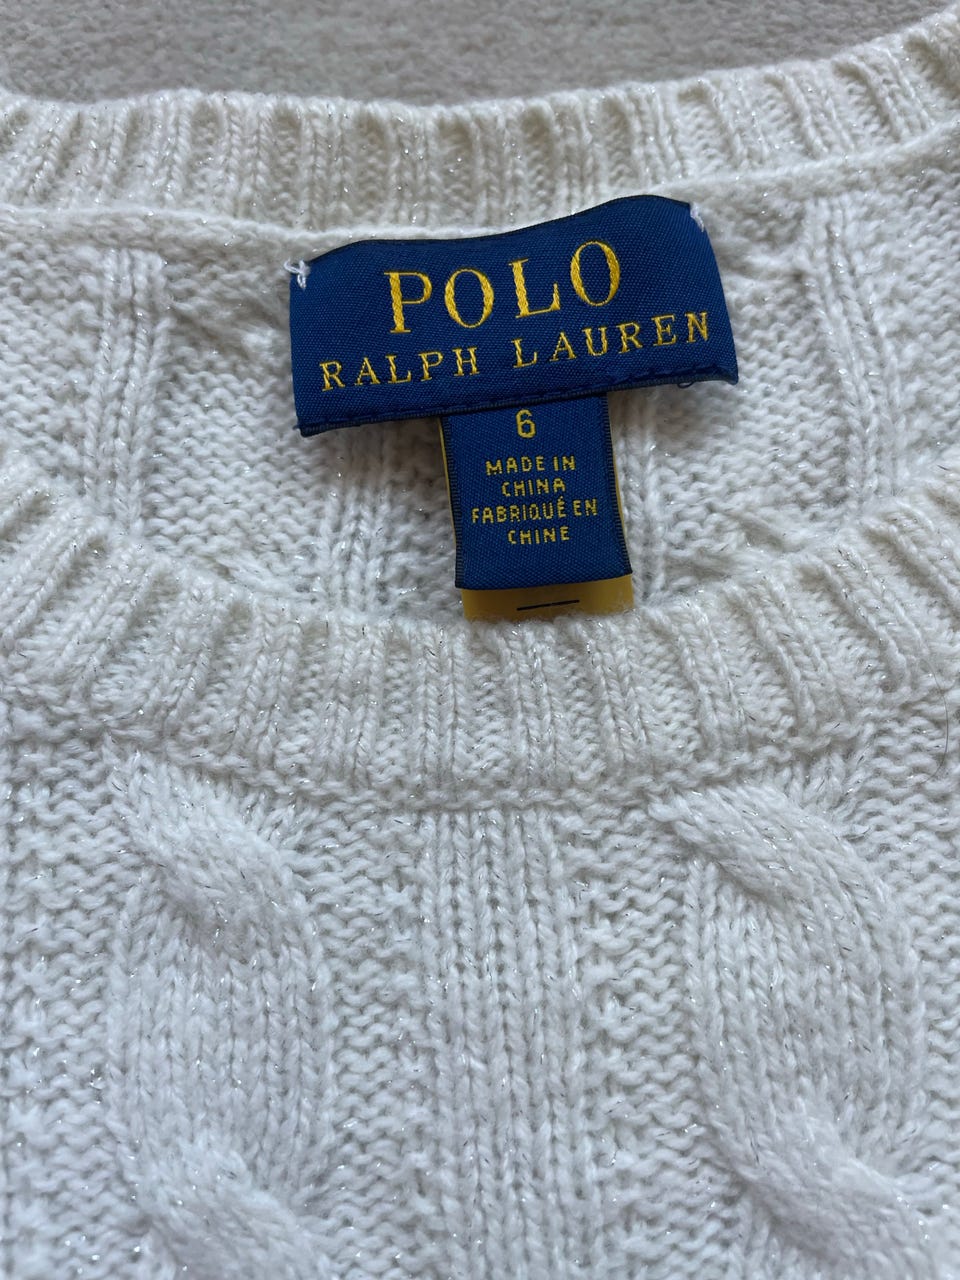 POLO
RALPH LAUREN
6
MADE IN
CHINA
FABRIQUÉ EN
CHINE